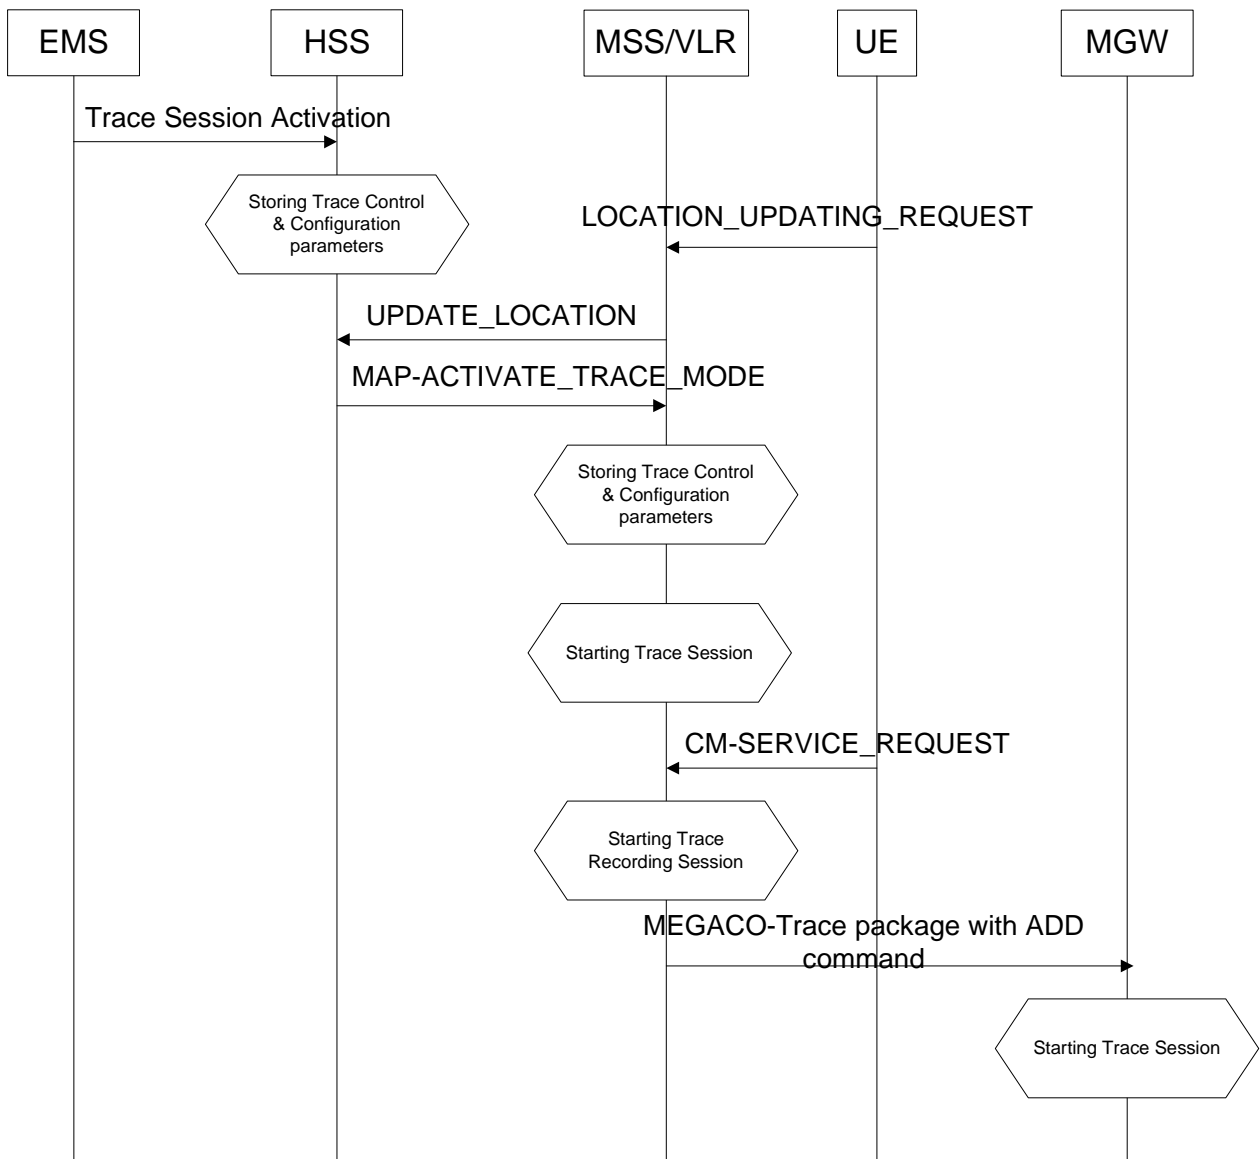 EMS
HSS
MSS/VLR
UE
MGW
Trace Session Activation
Storing Trace Control
& Configuration
parameters
LOCATION_UPDATING_REQUEST
UPDATE_LOCATION
MAP-ACTIVATE_TRACE_MODE
Storing Trace Control
& Configuration
parameters
Starting Trace Session
CM-SERVICE_REQUEST
Starting Trace
Recording Session
MEGACO-Trace package with ADD
command
Starting Trace Session